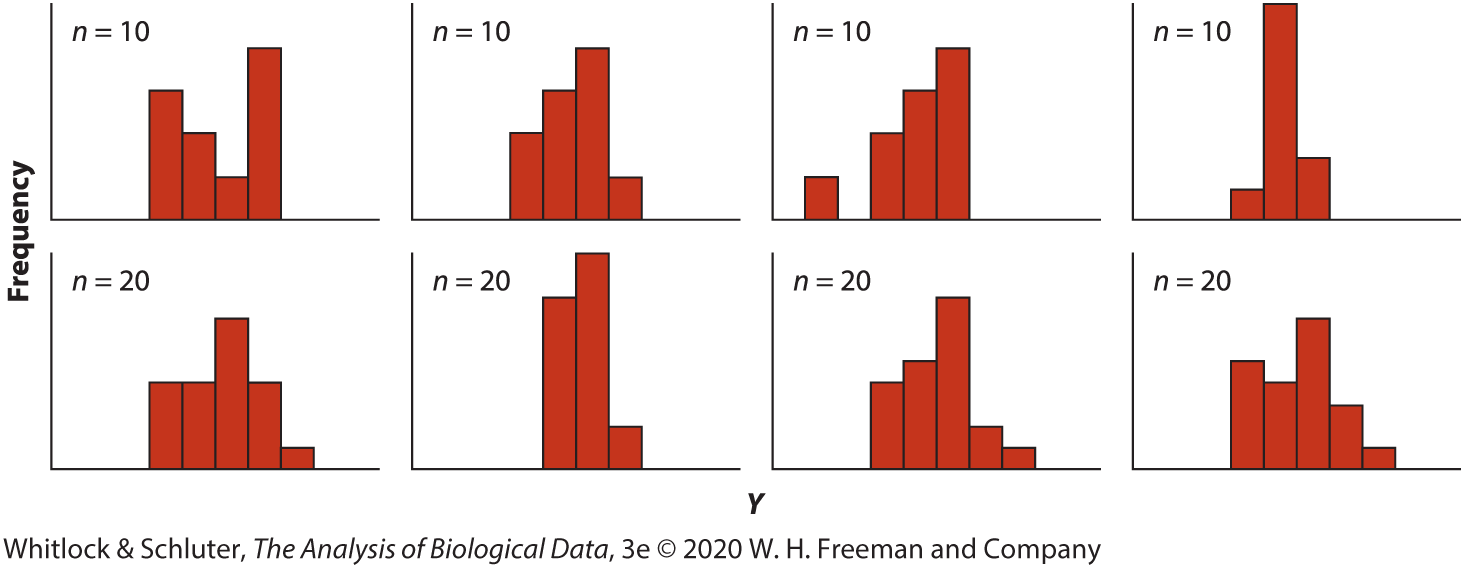 n = 10
n = 10
n = 10
n = 10
Frequency
n = 20
n = 20
n = 20
n = 20
Y
Whitlock & Schluter, The Analysis of Biological Data, 3e © 2020 W. H. Freeman and Company